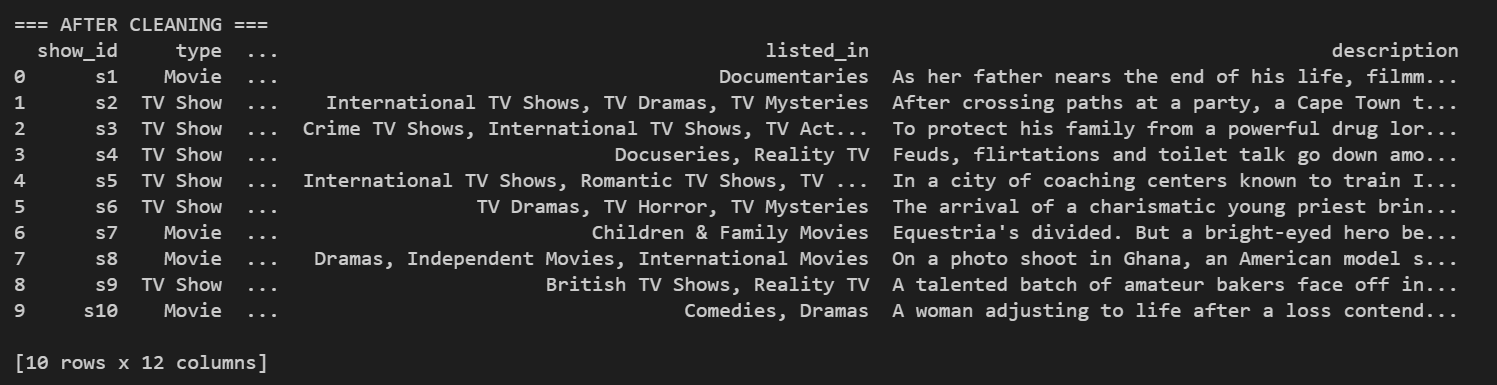 === AFTER CLEANING ===
show_id type ... listed_in description
0 s1 Movie ... Documentaries As her father nears the end of his life, filmm...
1 s2 TV Show ... International TV Shows, TV Dramas, TV Mysteries After crossing paths at a party, a Cape Town t...
2 s3 TV Show ... Crime TV Shows, International TV Shows, TV Act... To protect his family from a powerful drug lor...
3 s4 TV Show ... Docuseries, Reality TV Feuds, flirtations and toilet talk go down amo...
4 s5 TV Show ... International TV Shows, Romantic TV Shows, TV ... In a city of coaching centers known to train I...
5 s6 TV Show ... TV Dramas, TV Horror, TV Mysteries The arrival of a charismatic young priest brin...
6 s7 Movie ... Children & Family Movies Equestria's divided. But a bright-eyed hero be...
7 s8 Movie ... Dramas, Independent Movies, International Movies On a photo shoot in Ghana, an American model s...
8 s9 TV Show ... British TV Shows, Reality TV A talented batch of amateur bakers face off in...
9 s10 Movie ... Comedies, Dramas A woman adjusting to life after a loss contend...
[10 rows x 12 columns]